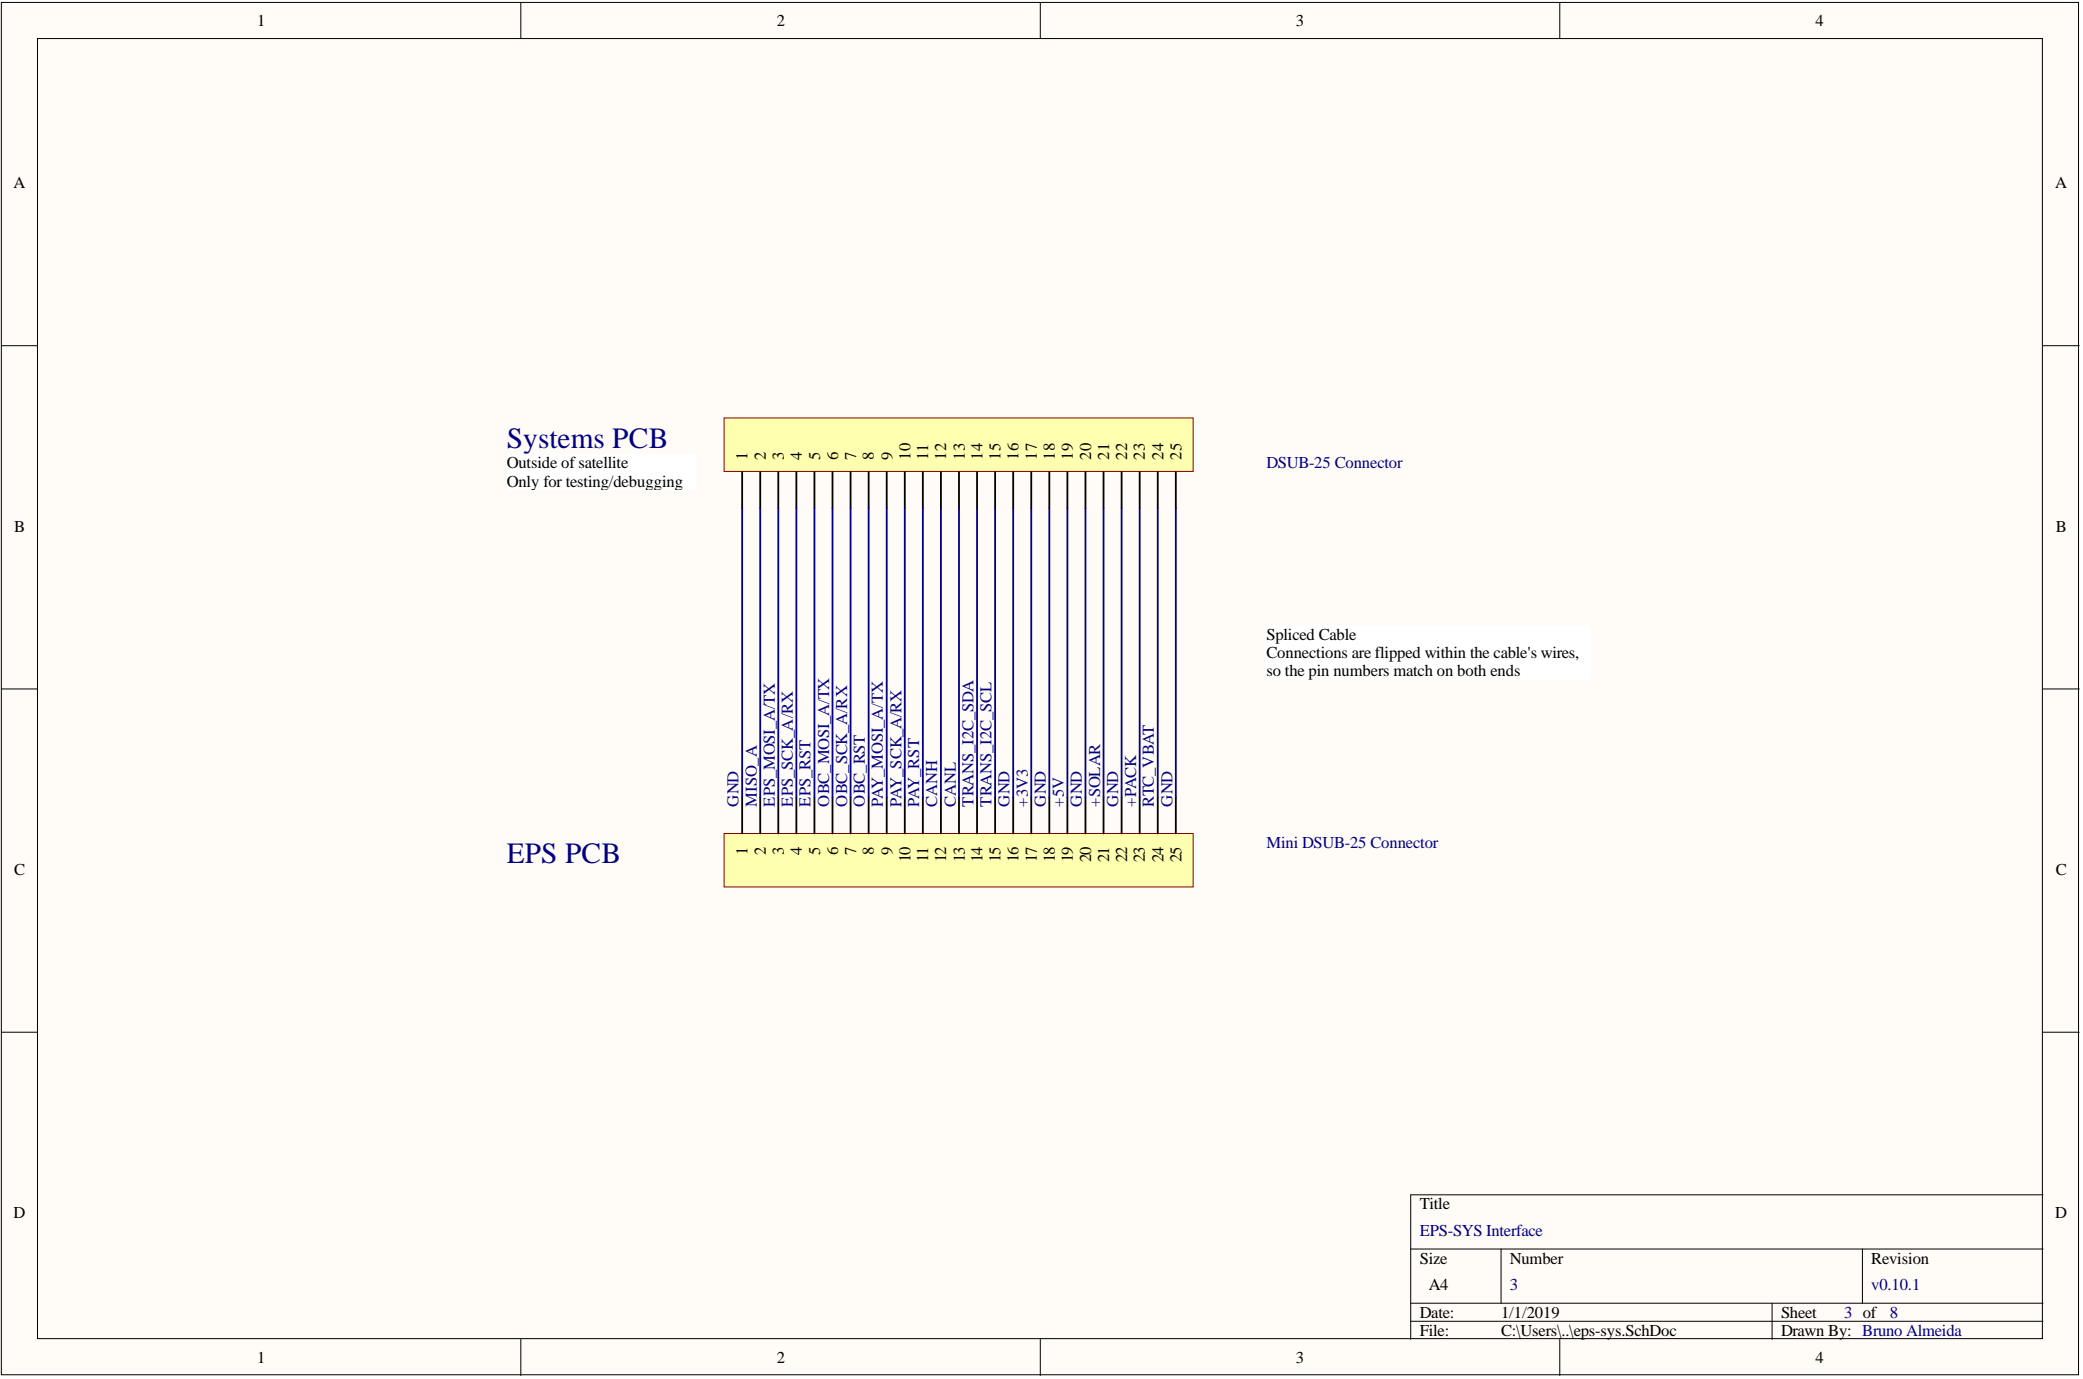 1 2 3 4
A A
B B
C C
D D
Systems PCB
Outside of satellite
Only for testing/debugging
1 2 3 4 5 6 7 8 9 10 11 12 13 14 15 16 17 18 19 20 21 22 23 24 25
DSUB-25 Connector
Spliced Cable
Connections are flipped within the cable's wires,
so the pin numbers match on both ends
GND
MISO_A
EPS_MOSI_A/TX
EPS_SCK_A/RX
EPS_RST
OBC_MOSI_A/TX
OBC_SCK_A/RX
OBC_RST
PAY_MOSI_A/TX
PAY_SCK_A/RX
PAY_RST
CANH
CANL
TRANS_I2C_SDA
TRANS_I2C_SCL
GND
+3V3
GND
+5V
GND
+SOLAR
GND
+PACK
RTC_VBAT
GND
EPS PCB
1 2 3 4 5 6 7 8 9 10 11 12 13 14 15 16 17 18 19 20 21 22 23 24 25
Mini DSUB-25 Connector
Title
EPS-SYS Interface
Size Number Revision
A4 3 v0.10.1
Date: 1/1/2019 Sheet 3 of 8
File: C:\Users\..\eps-sys.SchDoc Drawn By: Bruno Almeida
1 2 3 4